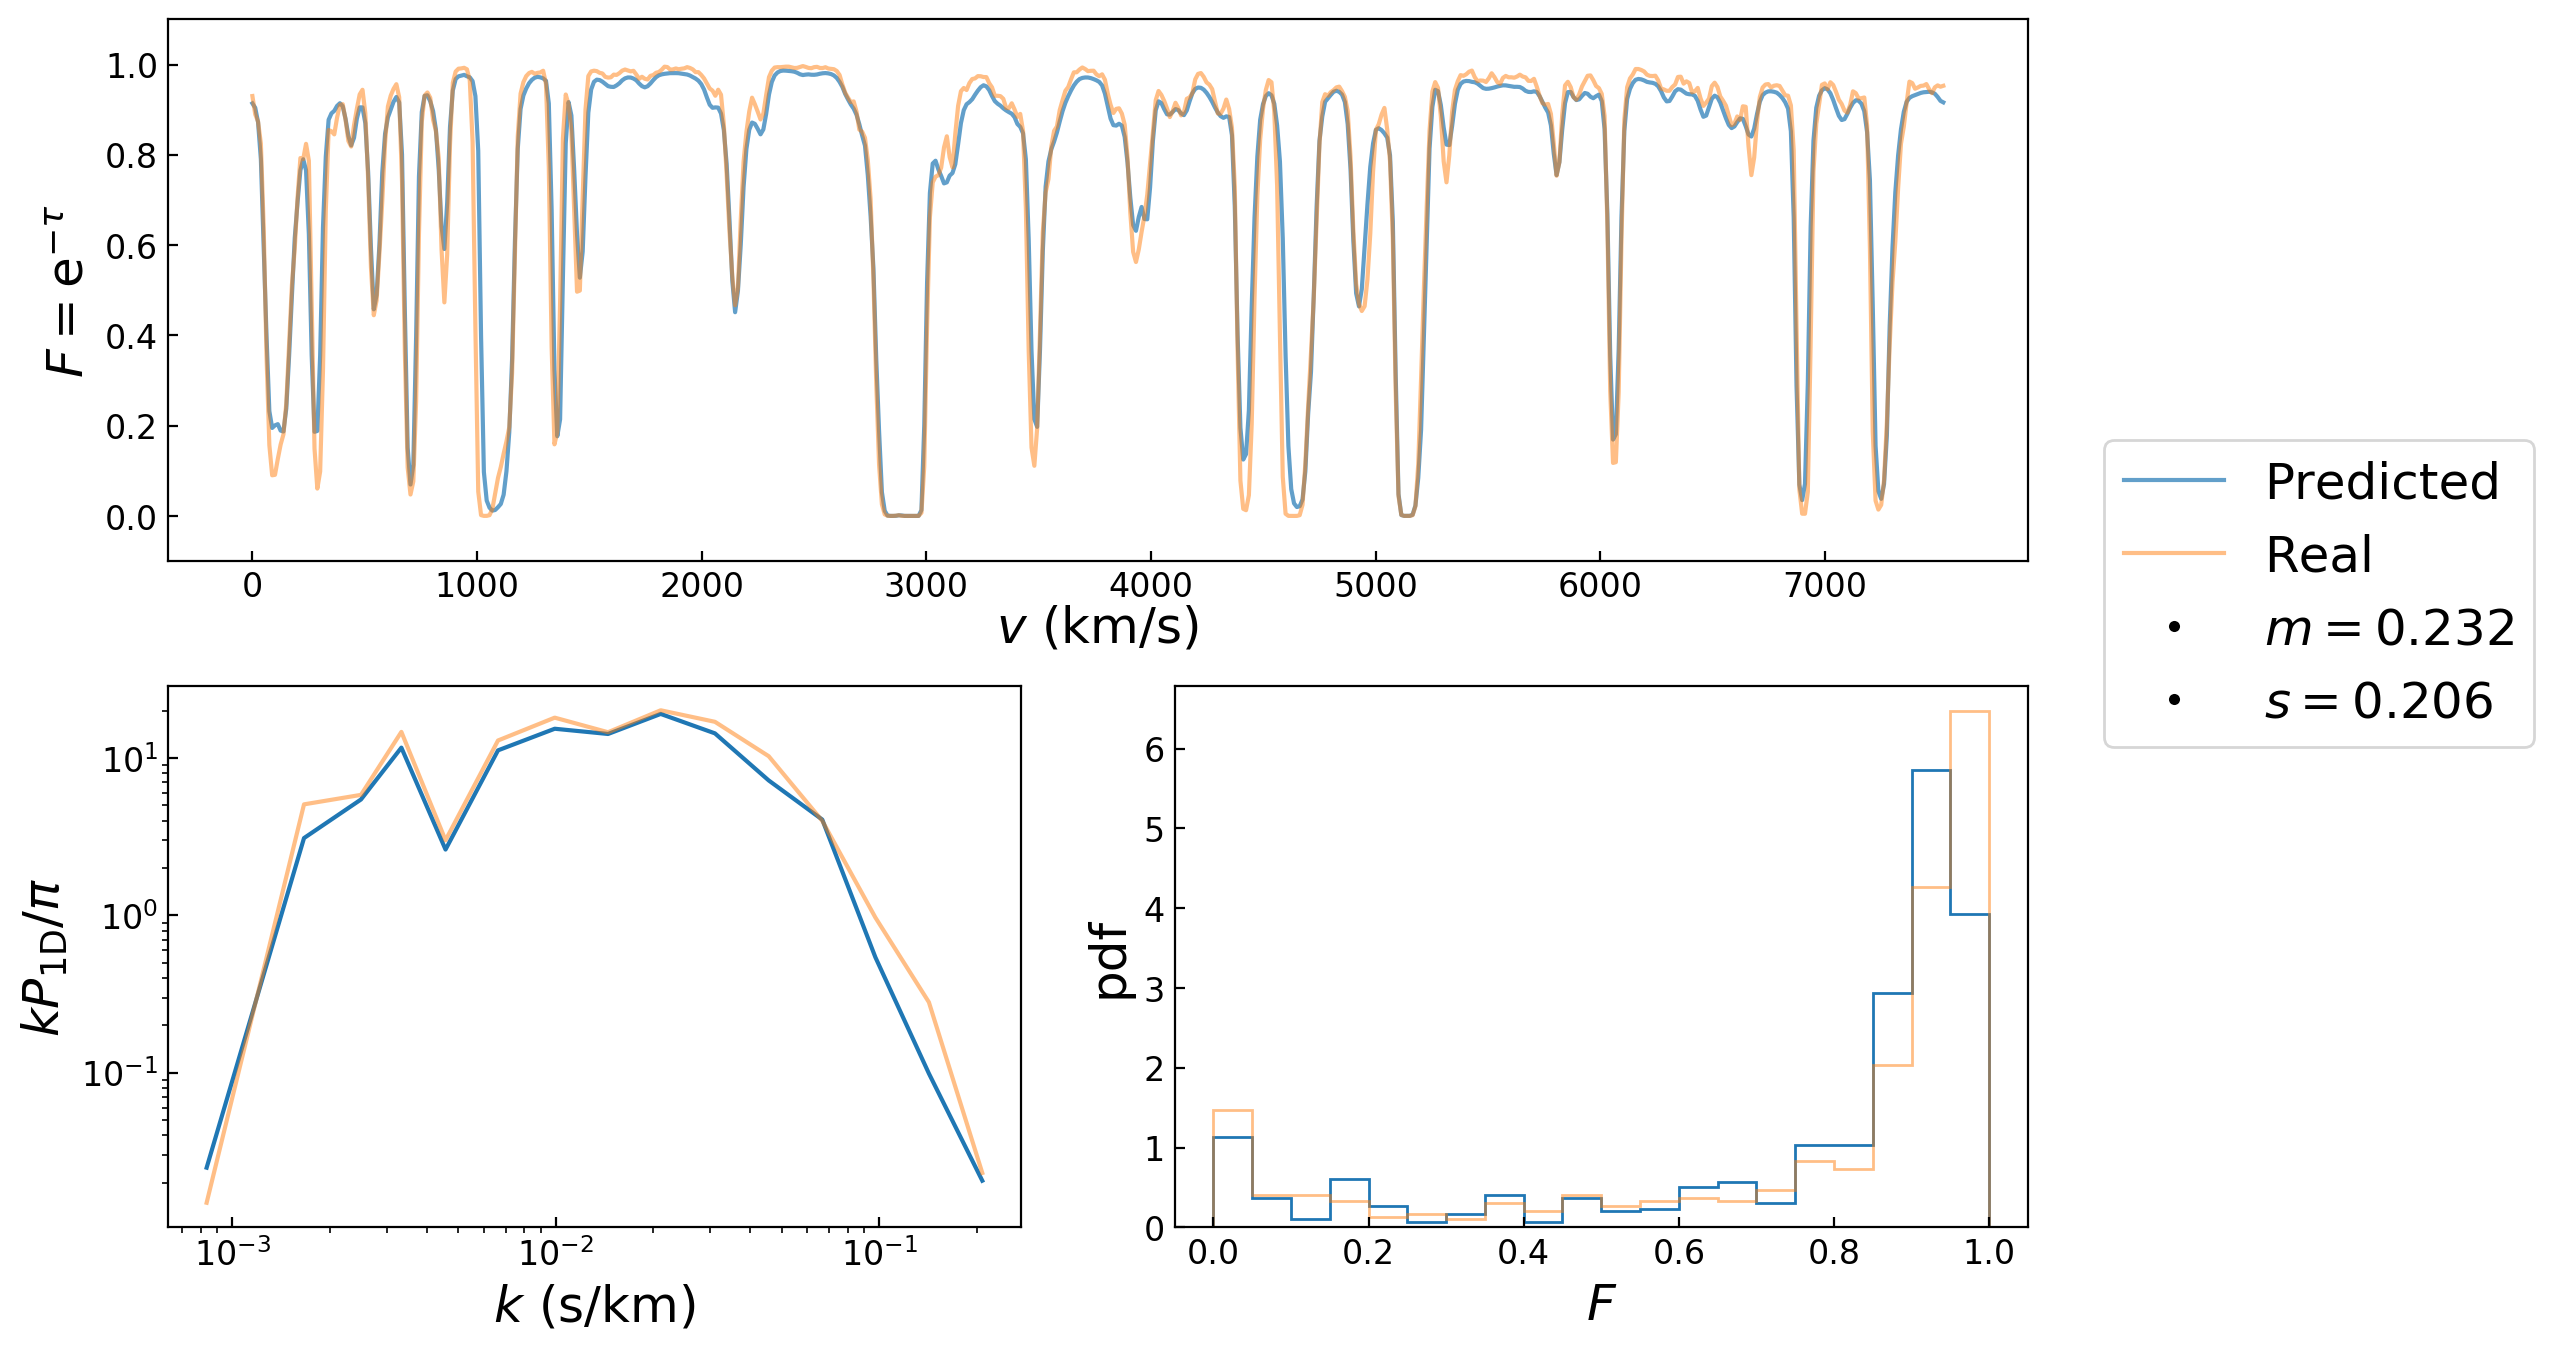 F = e^{−τ}
1.0
0.8
0.6
0.4
0.2
0.0
0 1000 2000 3000 4000 5000 6000 7000
v (km/s)
Predicted
Real
m = 0.232
s = 0.206
kP_{1D}/π
10^1
10^0
10^{−1}
10^{−3} 10^{−2} 10^{−1}
k (s/km)
pdf
6
5
4
3
2
1
0
0.0 0.2 0.4 0.6 0.8 1.0
F